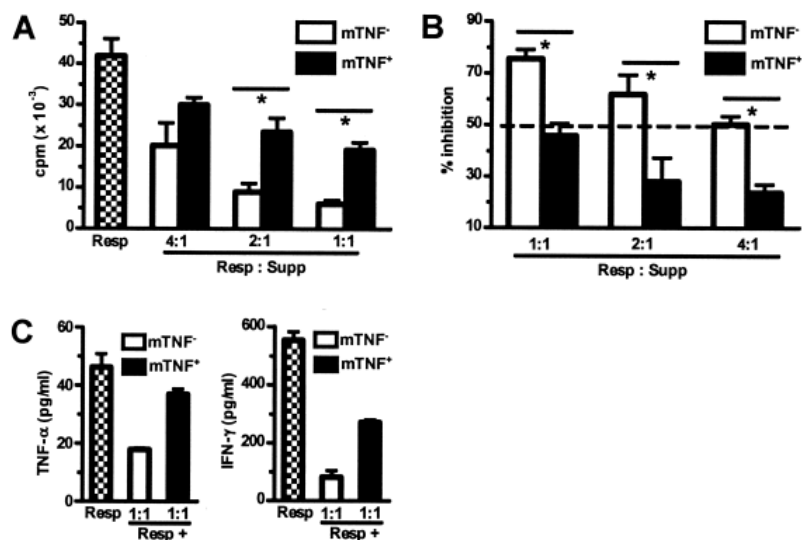 A
mTNF⁻
mTNF⁺
cpm (x 10⁻³)
50
40
30
20
10
0
*
*
Resp 4:1 2:1 1:1
Resp : Supp
B
mTNF⁻
mTNF⁺
% inhibition
90
70
50
30
10
*
*
*
1:1 2:1 4:1
Resp : Supp
C
mTNF⁻
mTNF⁺
TNF-α (pg/ml)
60
40
20
0
Resp 1:1 1:1
Resp +
mTNF⁻
mTNF⁺
IFN-γ (pg/ml)
600
400
200
0
Resp 1:1 1:1
Resp +